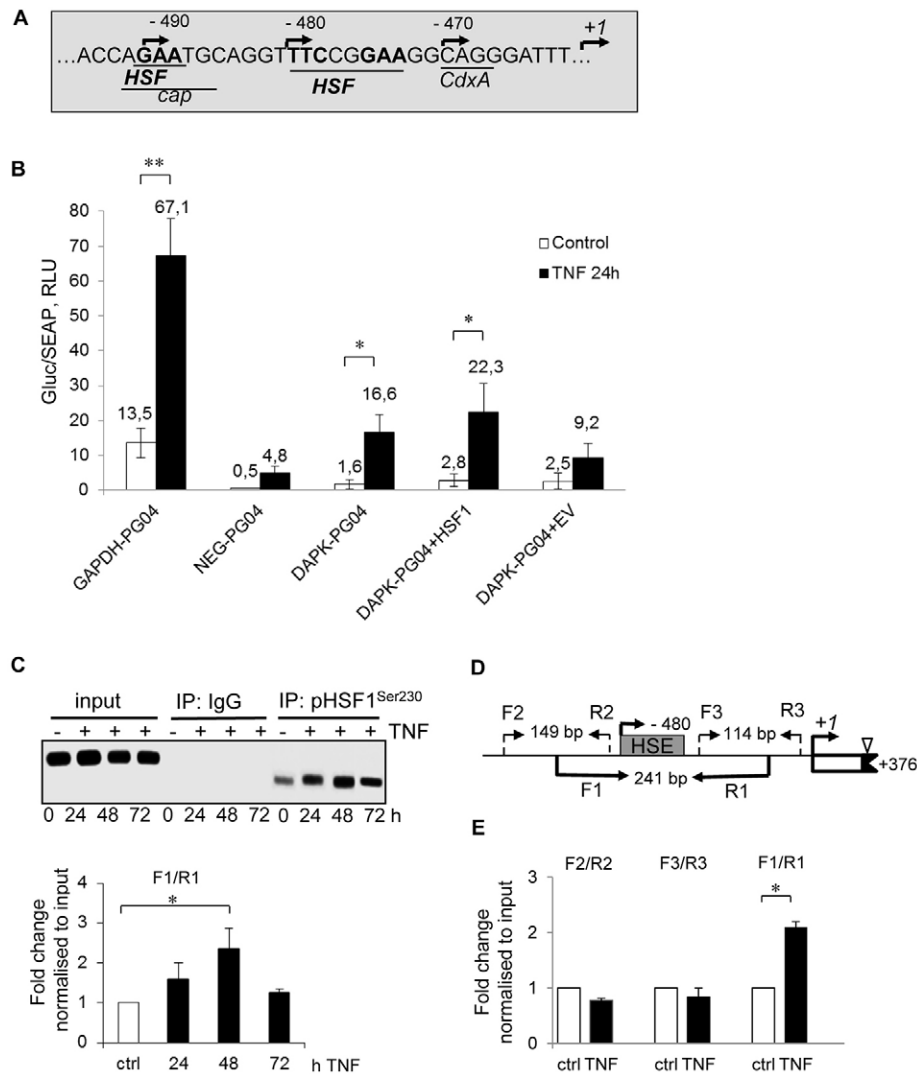 A
- 490 - 480 - 470 +1
...ACCAGAATGCAGGTTTCCGGAAGGCAGGGATTT...
HSF HSF CdxA
cap
B
** 
67,1
80
70
60
50
40
30
20
10
0
Gluc/SEAP, RLU
Control
TNF 24h
* *
13,5 0,5 4,8 1,6 16,6 2,8 22,3 2,5 9,2
GAPDH-PG04
NEG-PG04
DAPK-PG04
DAPK-PG04+HSF1
DAPK-PG04+EV
C
input IP: IgG IP: pHSF1Ser230
- + + + - + + + - + + + TNF
0 24 48 72 0 24 48 72 0 24 48 72 h
F1/R1
*
4
3
2
1
0
Fold change
normalised to input
ctrl 24 48 72 h TNF
D
F2 R2 - 480 F3 R3 +1
149 bp HSE 114 bp
+376
241 bp
F1 R1
E
F2/R2 F3/R3 F1/R1
*
3
2
1
0
Fold change
normalised to input
ctrl TNF ctrl TNF ctrl TNF